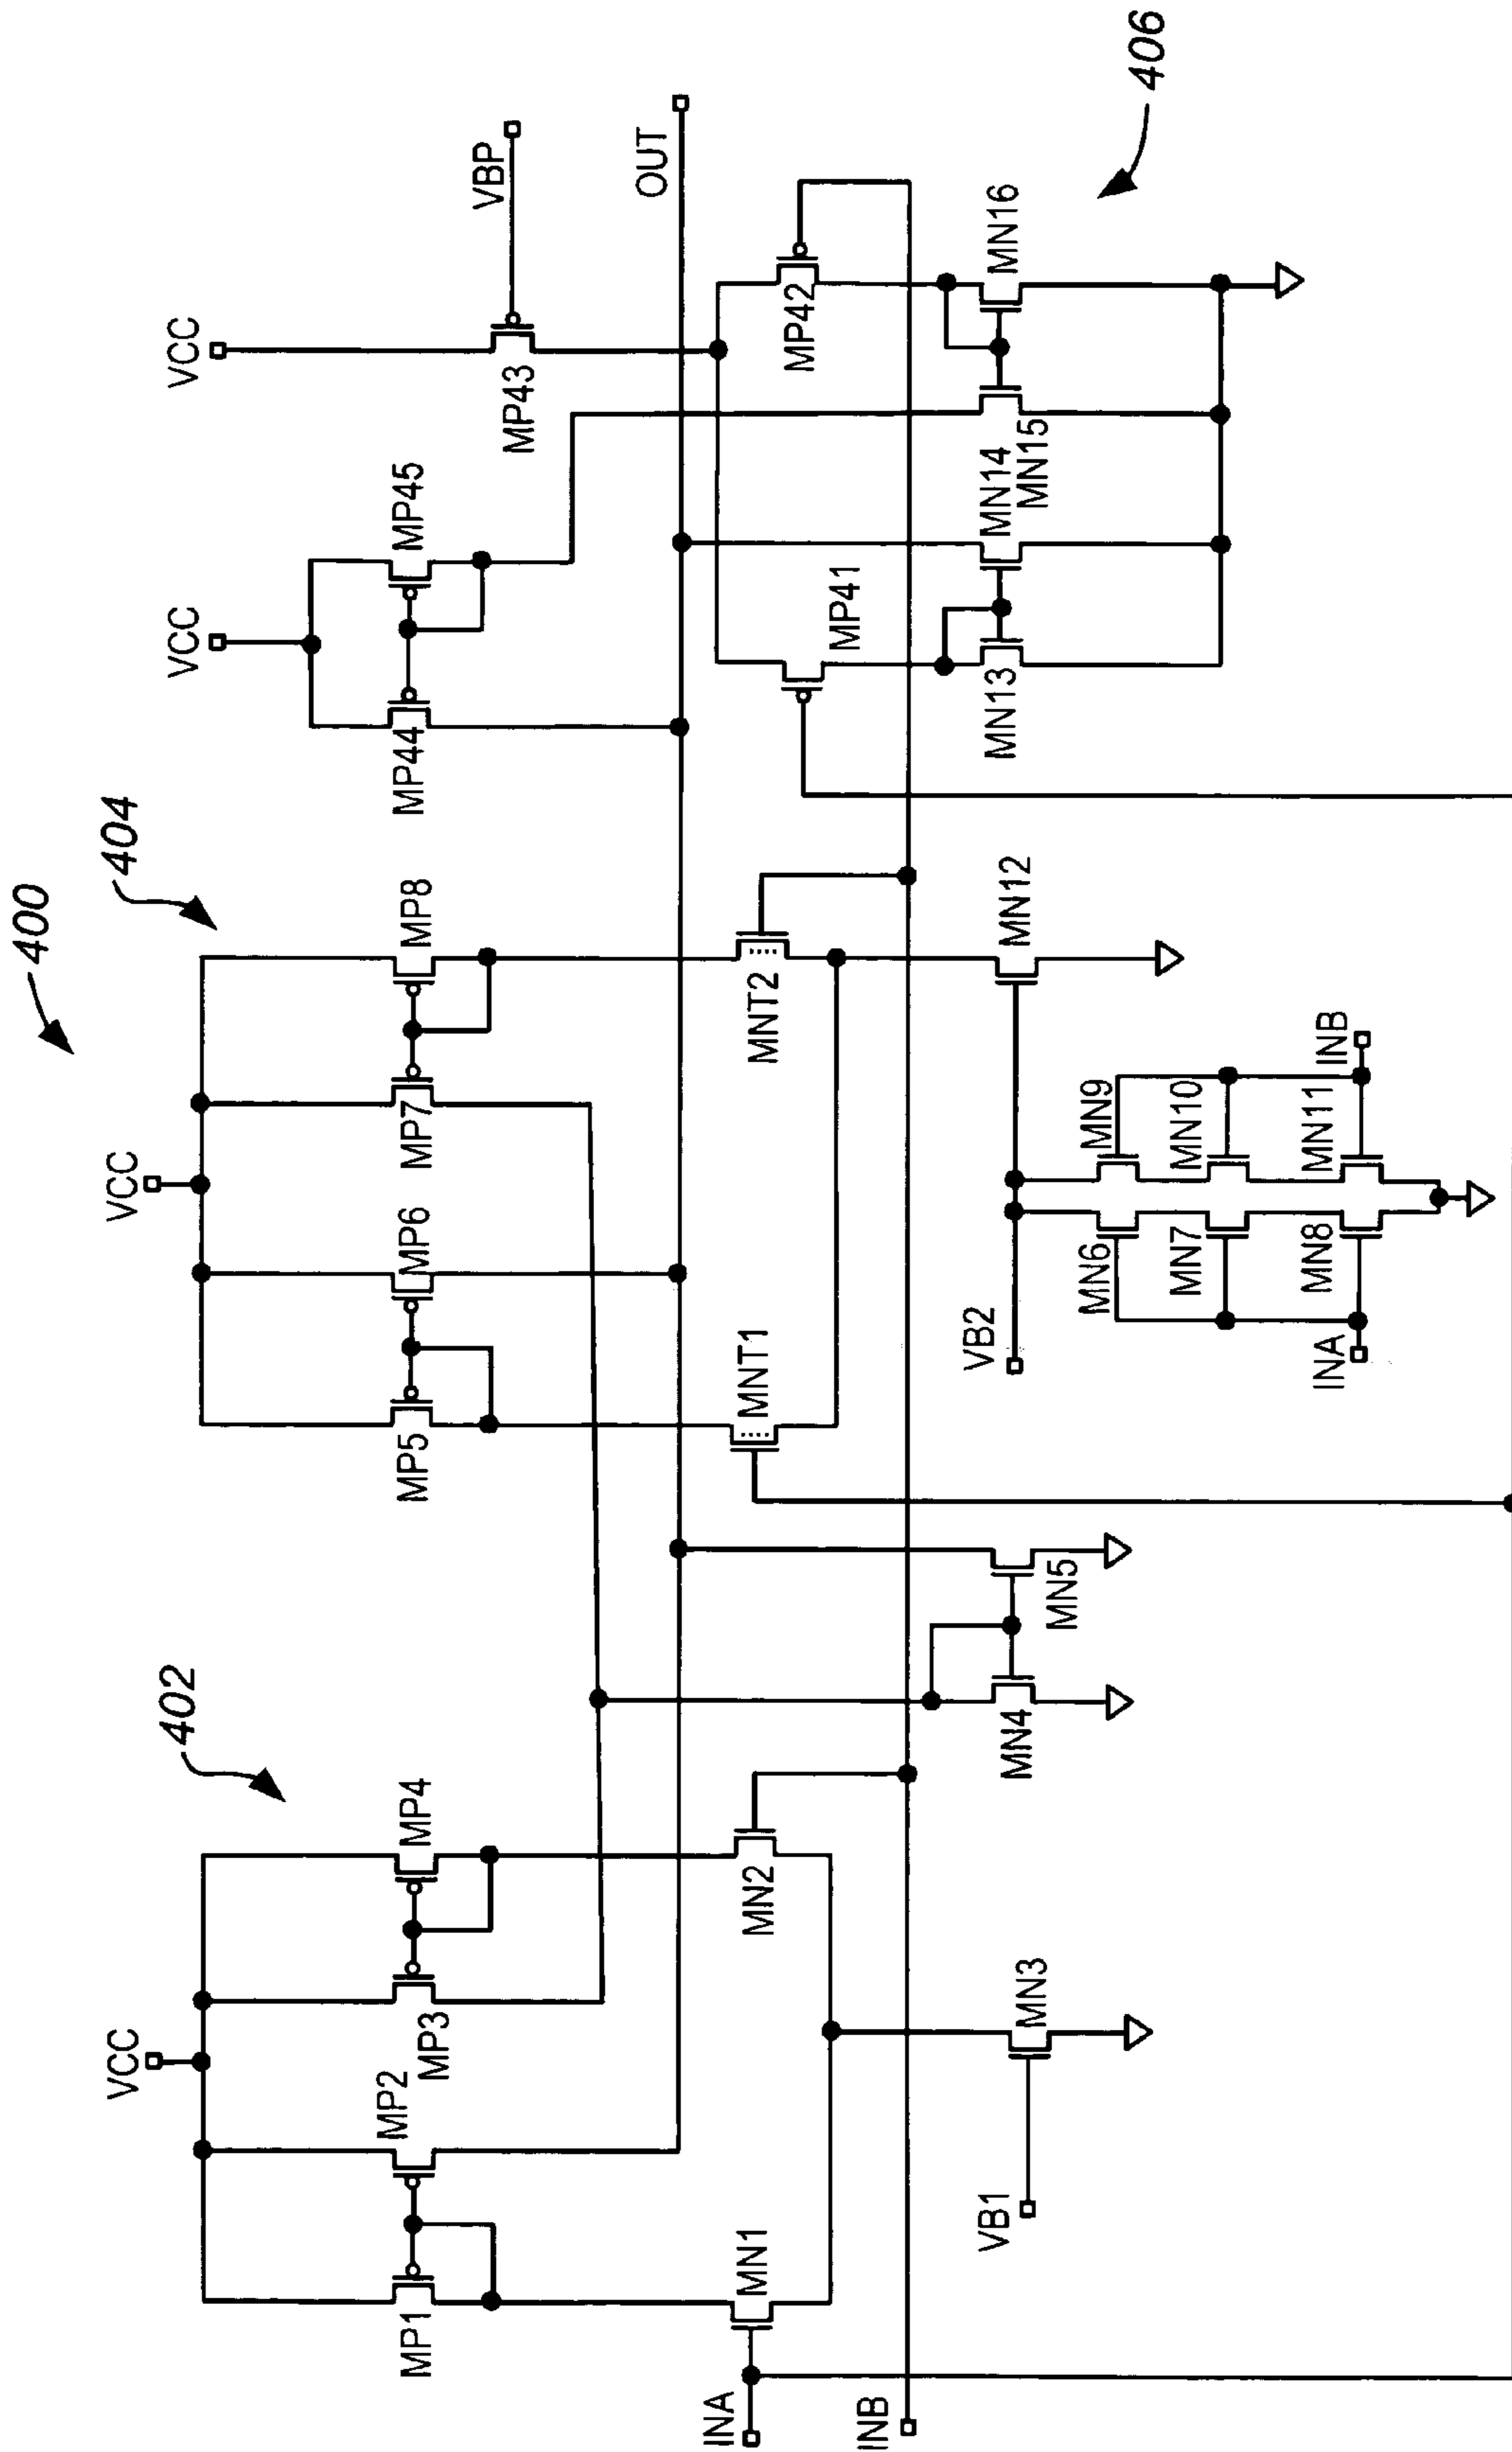 400
402
404
VCC
VCC
VCC
VCC
MP1
MP2
MP3
MP4
MP5
MP6
MP7
MP8
MP44
MP45
MP43
VBP
OUT
INA
MN1
MN2
MNT1
MNT2
MP41
MP42
INB
VB1
MN3
MN4
MN5
VB2
MN12
MN13
MN14
MN15
MN16
406
MN6
MN9
MN7
MN10
INA
MN8
MN11
INB